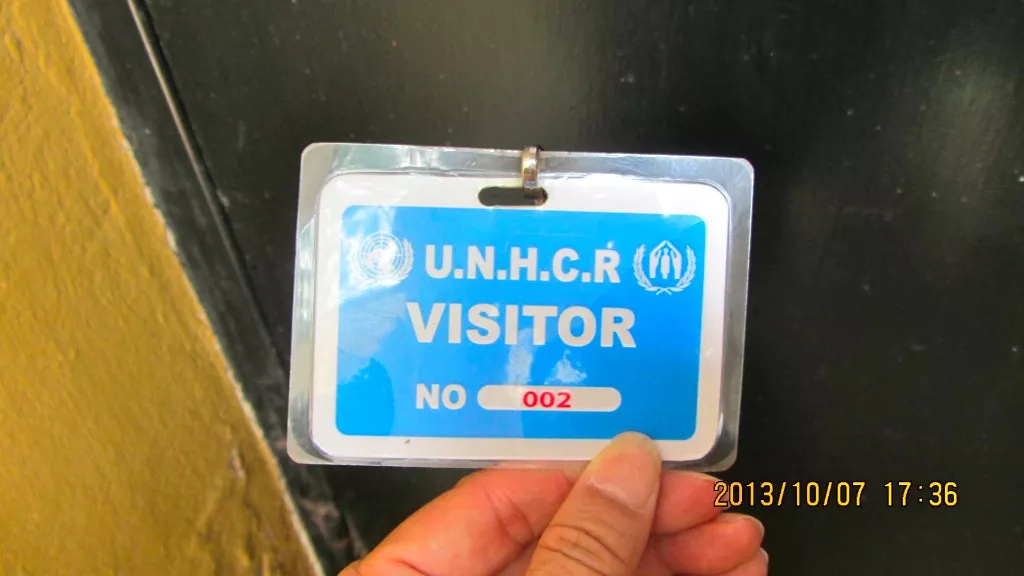 U.N.H.C.R
VISITOR
NO 002
2013/10/07 17:36